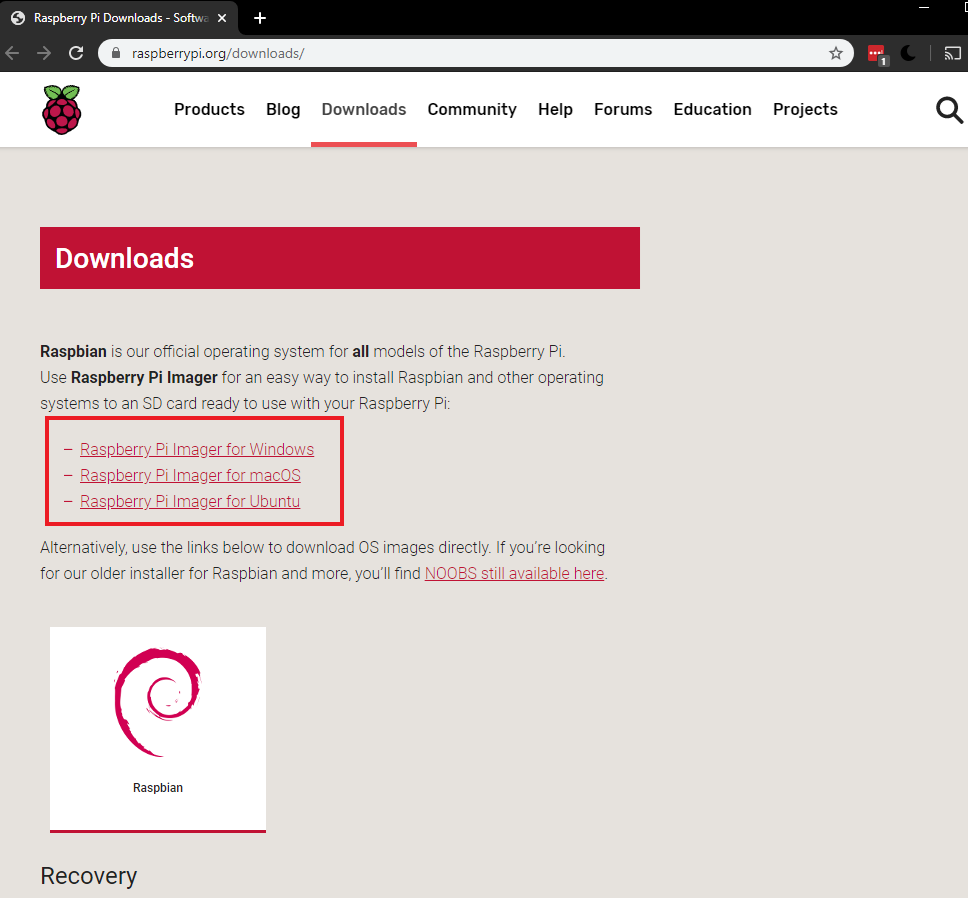 Raspberry Pi Downloads - Softwa
raspberrypi.org/downloads/
1
Products Blog Downloads Community Help Forums Education Projects
Downloads
Raspbian is our official operating system for all models of the Raspberry Pi.
Use Raspberry Pi Imager for an easy way to install Raspbian and other operating
systems to an SD card ready to use with your Raspberry Pi:
– Raspberry Pi Imager for Windows
– Raspberry Pi Imager for macOS
– Raspberry Pi Imager for Ubuntu
Alternatively, use the links below to download OS images directly. If you’re looking
for our older installer for Raspbian and more, you’ll find NOOBS still available here.
Raspbian
Recovery